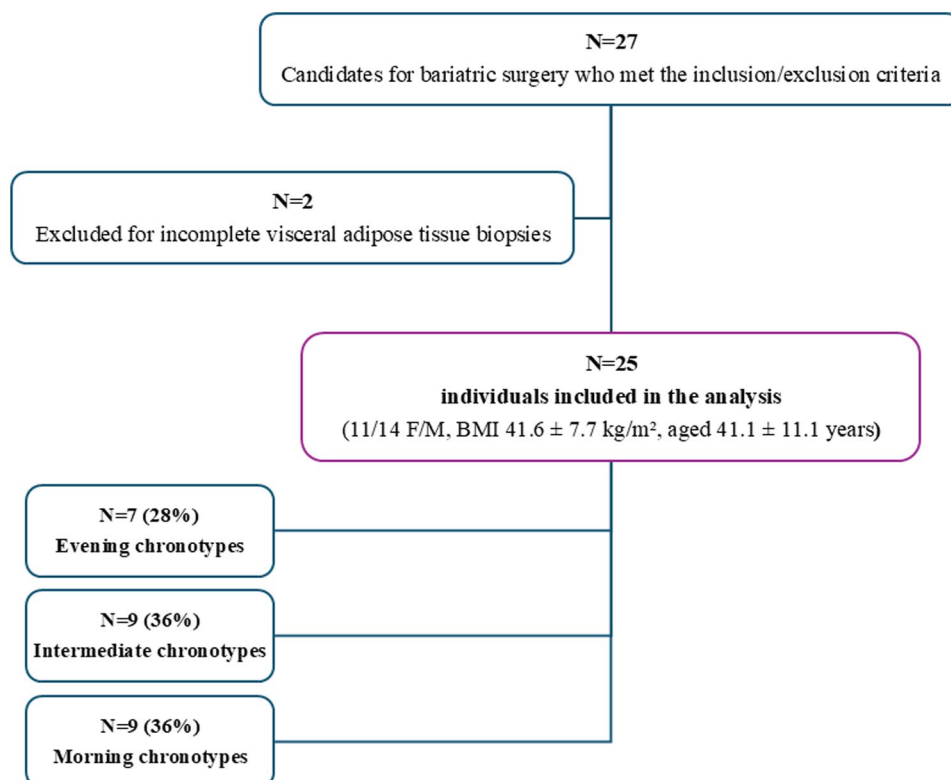 N=27
Candidates for bariatric surgery who met the inclusion/exclusion criteria
N=2
Excluded for incomplete visceral adipose tissue biopsies
N=25
individuals included in the analysis
(11/14 F/M, BMI 41.6 ± 7.7 kg/m², aged 41.1 ± 11.1 years)
N=7 (28%)
Evening chronotypes
N=9 (36%)
Intermediate chronotypes
N=9 (36%)
Morning chronotypes